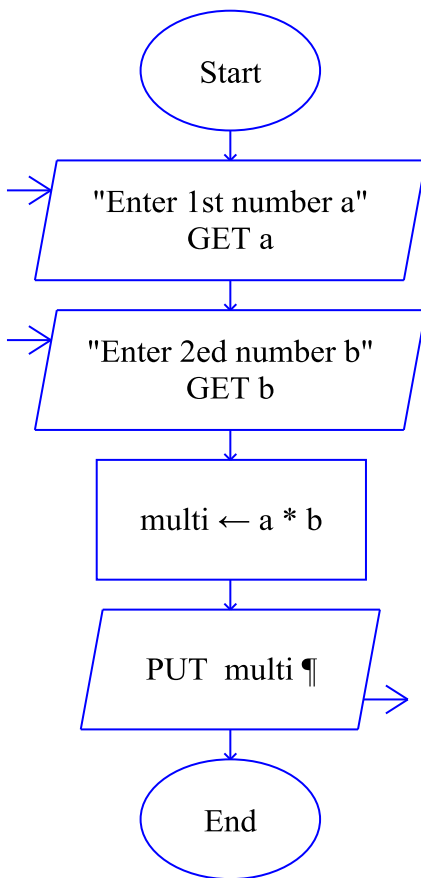 Start
"Enter 1st number a"
GET a
"Enter 2ed number b"
GET b
multi ← a * b
PUT  multi ¶
End